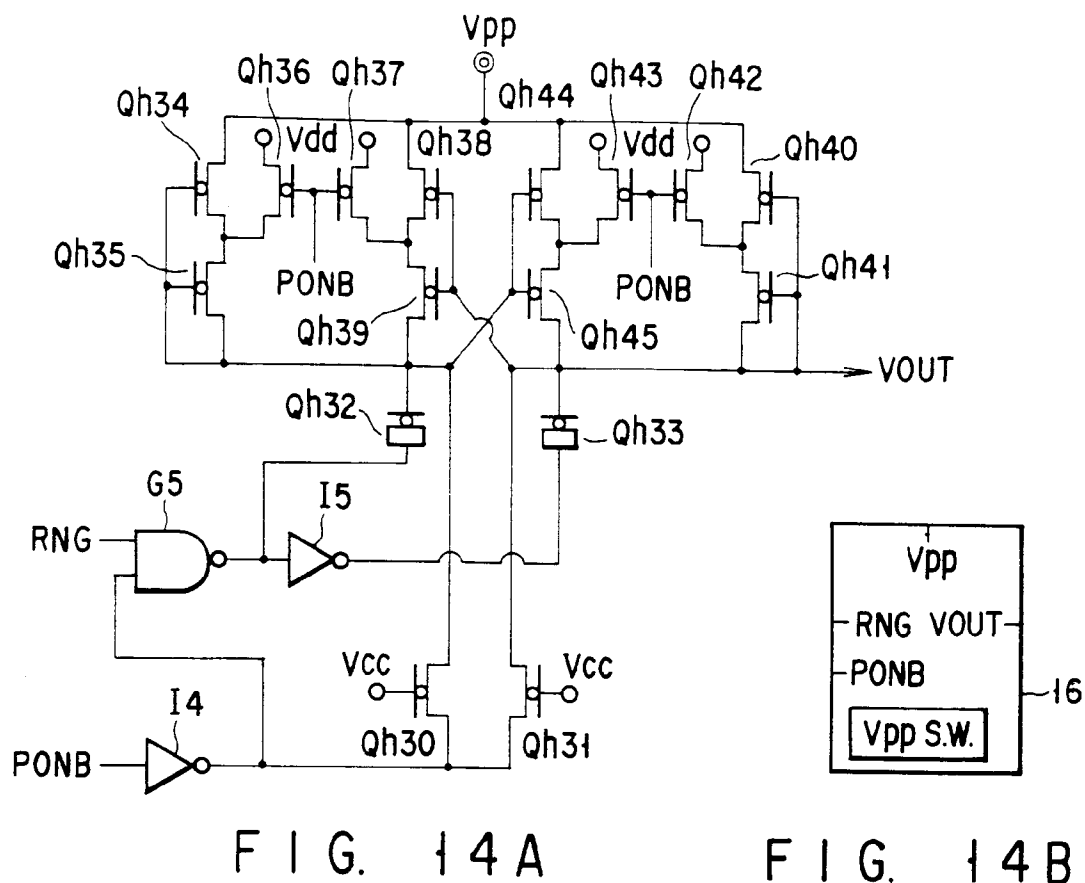 Vpp
Qh36
Qh37
Qh44
Qh43
Qh42
Qh34
Vdd
Qh38
Vdd
Qh40
Qh35
PONB
PONB
Qh41
Qh39
Qh45
VOUT
Qh32
Qh33
G5
I5
RNG
Vpp
RNG VOUT
PONB
Vcc
Vcc
16
I4
Qh30
Qh31
Vpp S.W.
PONB
FIG. 14A
FIG. 14B